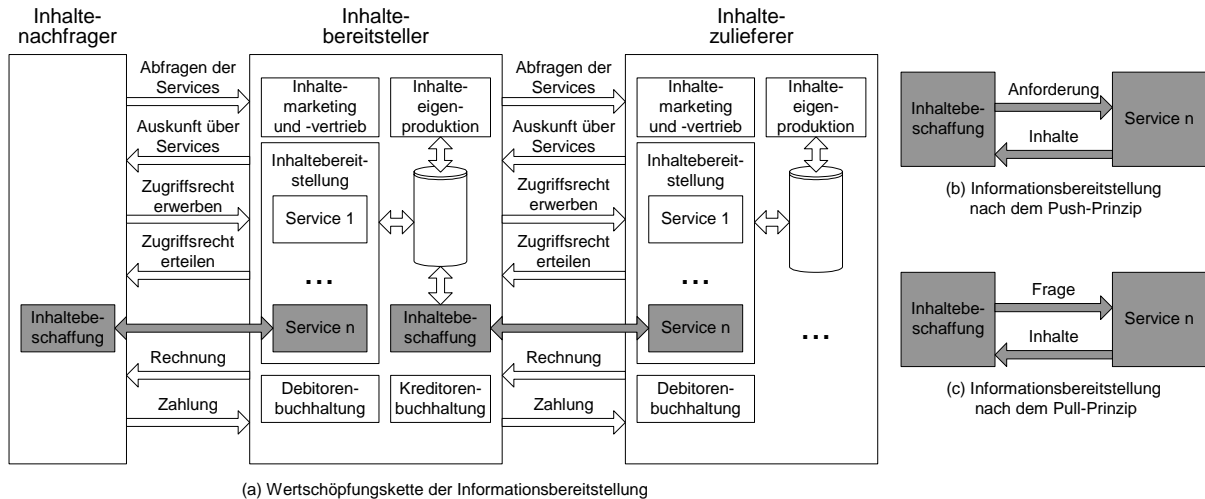 Inhalte-
nachfrager
Inhalte-
bereitsteller
Inhalte-
zulieferer
Abfragen der
Services
Auskunft über
Services
Zugriffsrecht
erwerben
Zugriffsrecht
erteilen
Inhaltebe-
schaffung
Rechnung
Zahlung
Inhalte-
marketing
und -vertrieb
Inhalte-
eigen-
produktion
Inhaltebereit-
stellung
Service 1
...
Service n
Inhaltebe-
schaffung
Debitoren-
buchhaltung
Kreditoren-
buchhaltung
Abfragen der
Services
Auskunft über
Services
Zugriffsrecht
erwerben
Zugriffsrecht
erteilen
Rechnung
Zahlung
Inhalte-
marketing
und -vertrieb
Inhalte-
eigen-
produktion
Inhaltebereit-
stellung
Service 1
...
Service n
...
Debitoren-
buchhaltung
(a) Wertschöpfungskette der Informationsbereitstellung
Inhaltebe-
schaffung
Anforderung
Inhalte
Service n
(b) Informationsbereitstellung
nach dem Push-Prinzip
Inhaltebe-
schaffung
Frage
Inhalte
Service n
(c) Informationsbereitstellung
nach dem Pull-Prinzip